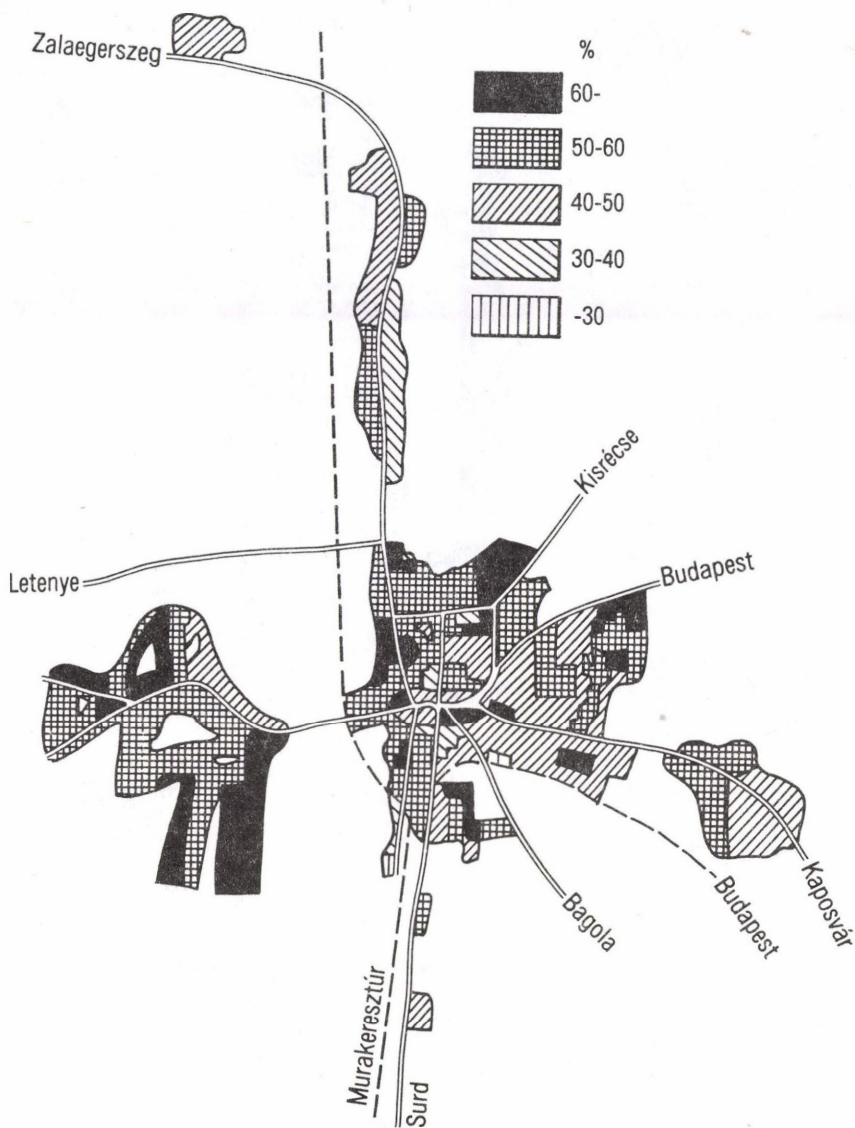 Zalaegerszeg
%
60-
50-60
40-50
30-40
-30
Kisrécse
Letenye
Budapest
Bagola
Budapest
Kaposvár
Murakeresztúr
Surd